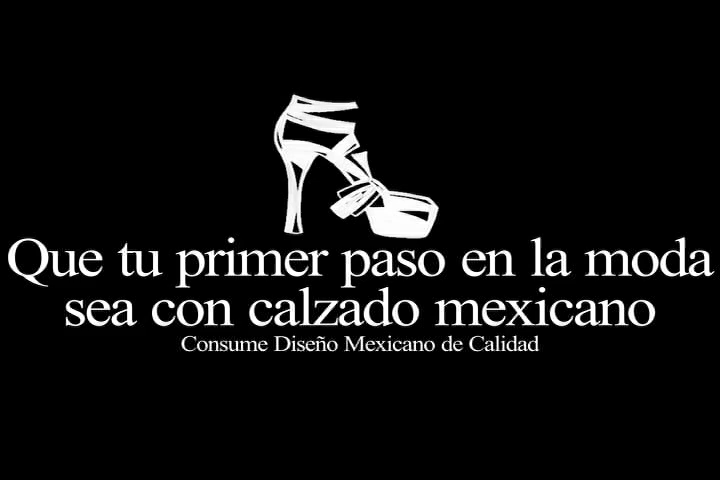 Que tu primer paso en la moda
sea con calzado mexicano
Consume Diseño Mexicano de Calidad